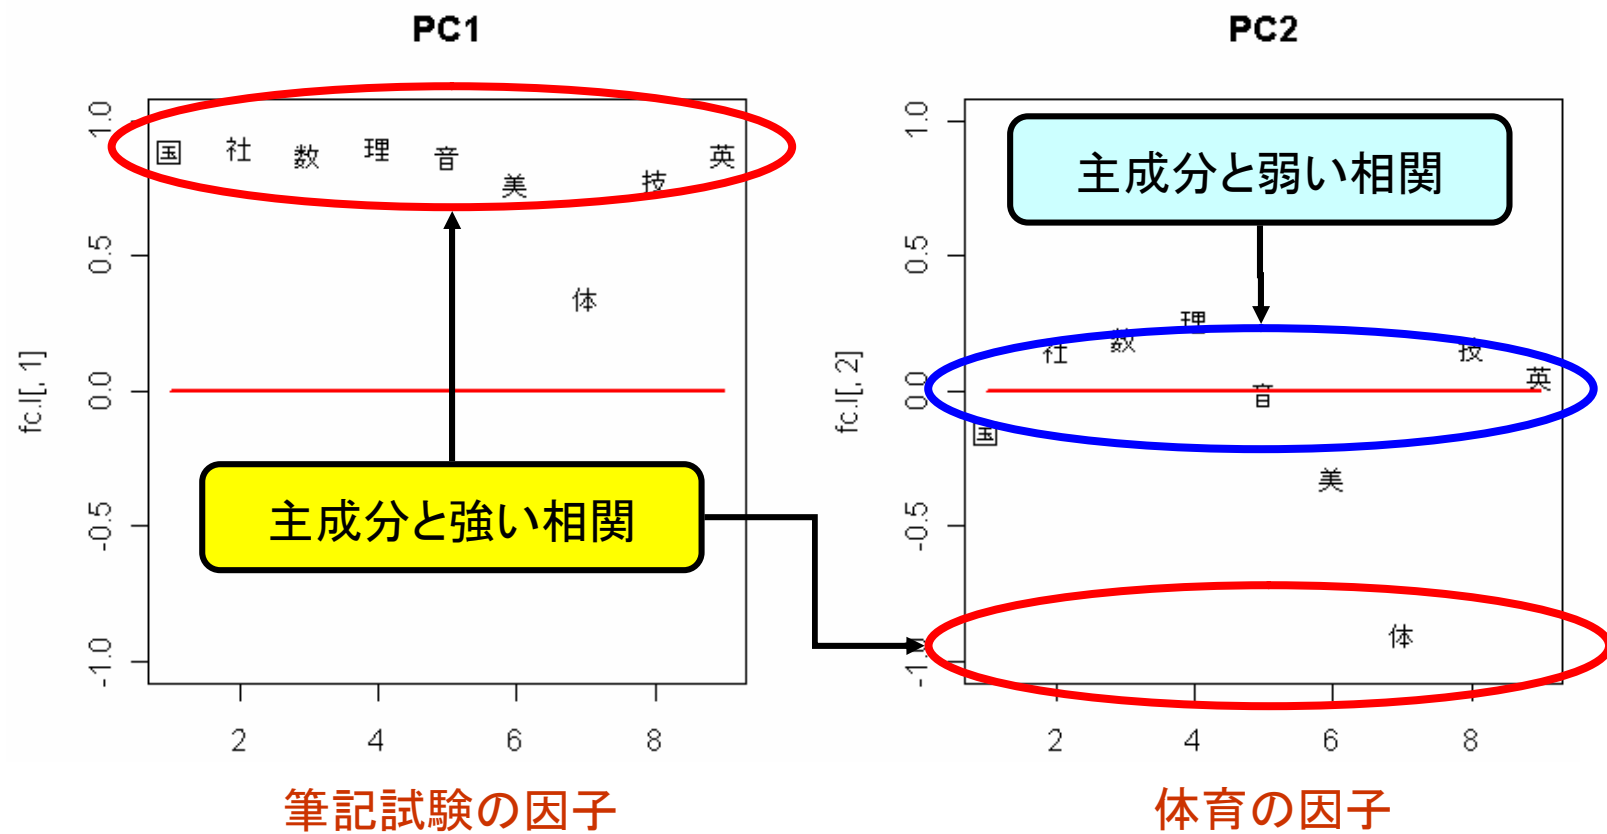 PC1
PC2
1.0
0.5
0.0
-0.5
-1.0
fc.l[, 1]
国
社
数
理
音
美
体
技
英
主成分と強い相関
2
4
6
8
筆記試験の因子
1.0
0.5
0.0
-0.5
-1.0
fc.l[, 2]
主成分と弱い相関
国
社
数
理
音
美
体
技
英
2
4
6
8
体育の因子